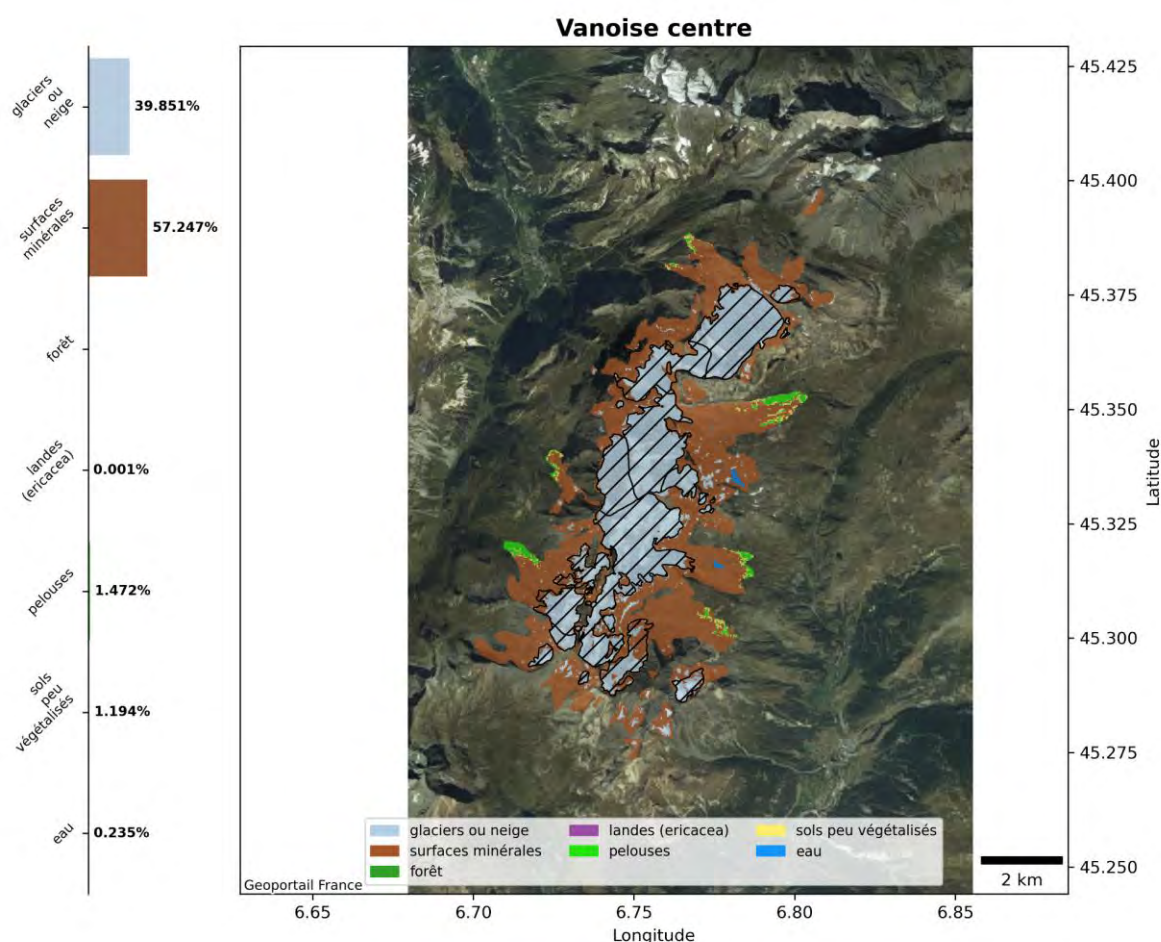 Vanoise centre
glaciers
ou
neige
39.851%
surfaces
minérales
57.247%
forêt
landes
(ericacea)
0.001%
pelouses
1.472%
sols
peu
végétalisés
1.194%
eau
0.235%
45.425
45.400
45.375
45.350
45.325
45.300
45.275
45.250
Latitude
glaciers ou neige
surfaces minérales
forêt
landes (ericacea)
pelouses
sols peu végétalisés
eau
2 km
Geoportail France
6.65 6.70 6.75 6.80 6.85
Longitude